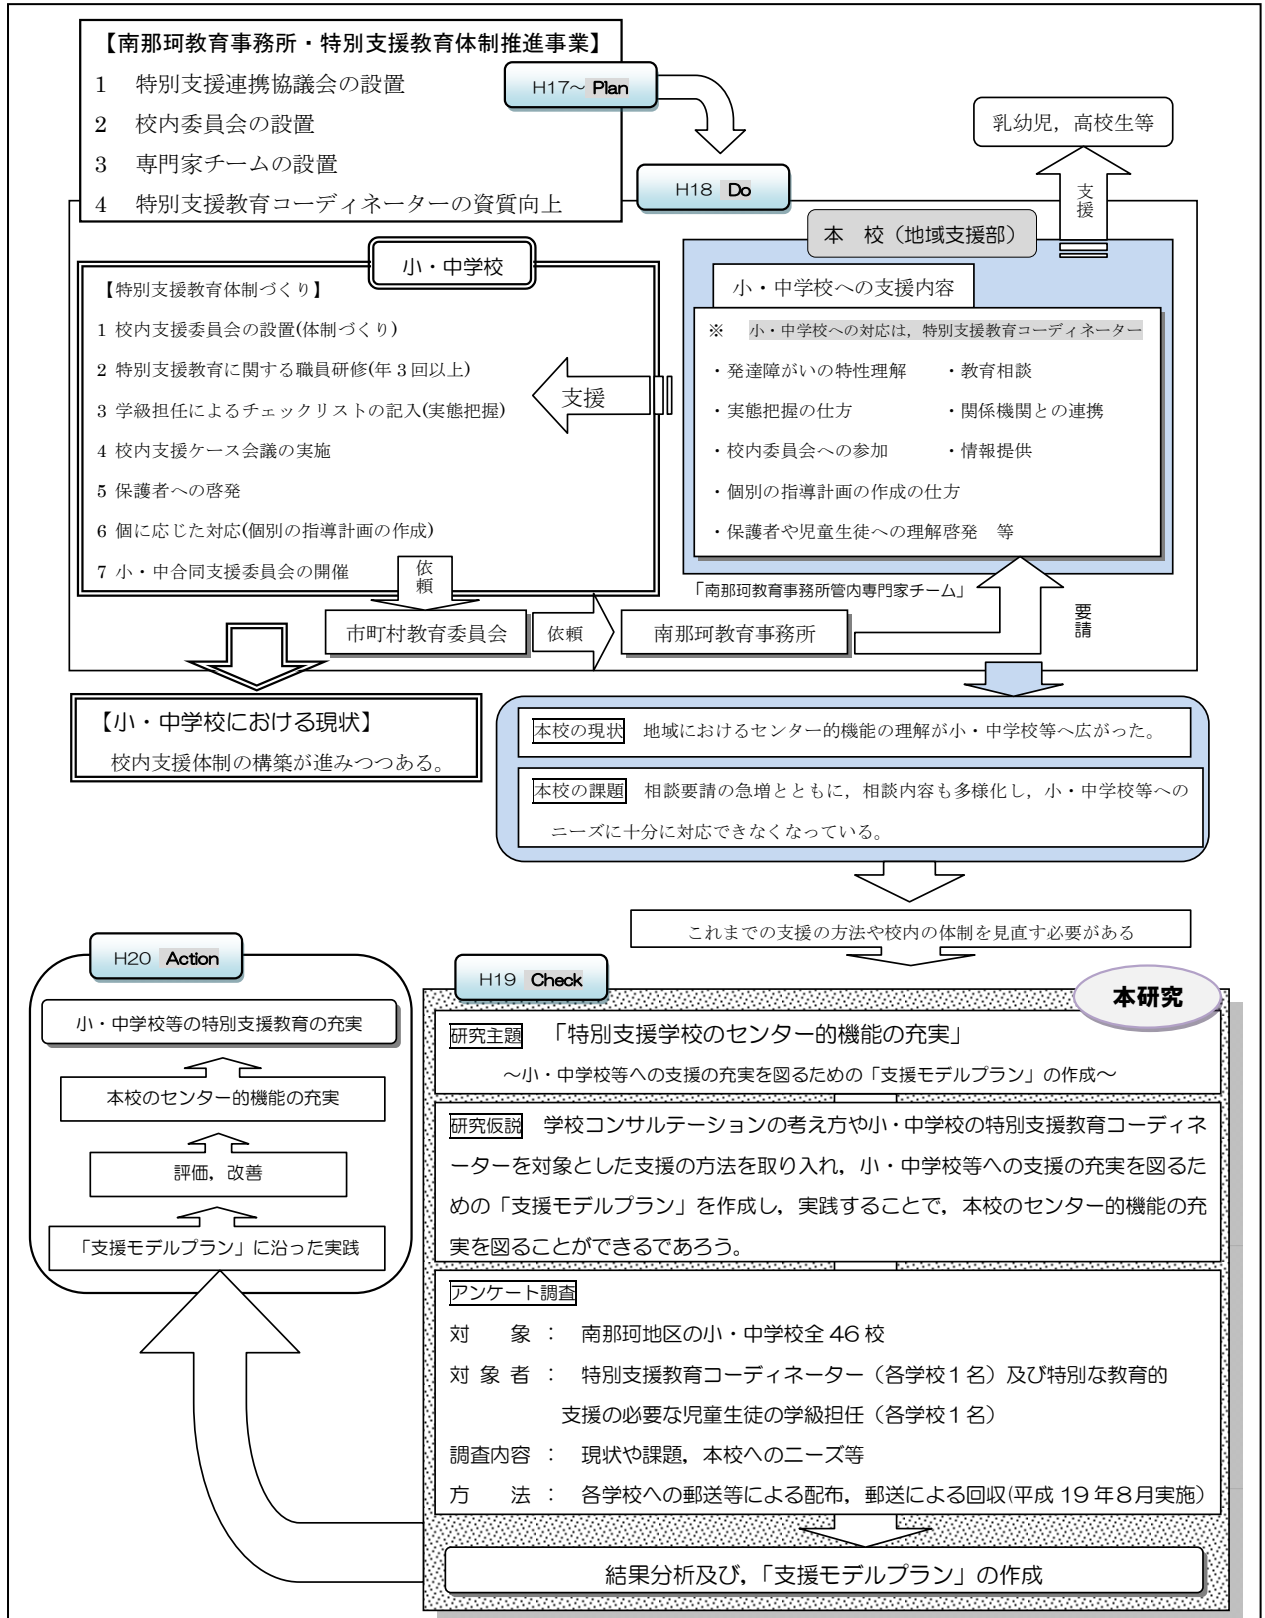 【南那珂教育事務所・特別支援教育体制推進事業】
1　特別支援連携協議会の設置
2　校内委員会の設置
3　専門家チームの設置
4　特別支援教育コーディネーターの資質向上
H17～ Plan
H18 Do
乳幼児，高校生等
支援
本　校（地域支援部）
小・中学校
【特別支援教育体制づくり】
1 校内支援委員会の設置(体制づくり)
2 特別支援教育に関する職員研修(年３回以上)
3 学級担任によるチェックリストの記入(実態把握)
4 校内支援ケース会議の実施
5 保護者への啓発
6 個に応じた対応(個別の指導計画の作成)
7 小・中合同支援委員会の開催
支援
小・中学校への支援内容
※　小・中学校への対応は，特別支援教育コーディネーター
・発達障がいの特性理解　・教育相談
・実態把握の仕方　・関係機関との連携
・校内委員会への参加　・情報提供
・個別の指導計画の作成の仕方
・保護者や児童生徒への理解啓発　等
「南那珂教育事務所管内専門家チーム」
依頼
市町村教育委員会
依頼
南那珂教育事務所
要請
【小・中学校における現状】
校内支援体制の構築が進みつつある。
本校の現状　地域におけるセンター的機能の理解が小・中学校等へ広がった。
本校の課題　相談要請の急増とともに，相談内容も多様化し，小・中学校等への
ニーズに十分に対応できなくなっている。
これまでの支援の方法や校内の体制を見直す必要がある
H20 Action
小・中学校等の特別支援教育の充実
本校のセンター的機能の充実
評価，改善
「支援モデルプラン」に沿った実践
H19 Check
本研究
研究主題　「特別支援学校のセンター的機能の充実」
～小・中学校等への支援の充実を図るための「支援モデルプラン」の作成～
研究仮説　学校コンサルテーションの考え方や小・中学校の特別支援教育コーディネ
ーターを対象とした支援の方法を取り入れ，小・中学校等への支援の充実を図るた
めの「支援モデルプラン」を作成し，実践することで，本校のセンター的機能の充
実を図ることができるであろう。
アンケート調査
対　　象　：　南那珂地区の小・中学校全 46 校
対 象 者　：　特別支援教育コーディネーター（各学校１名）及び特別な教育的
支援の必要な児童生徒の学級担任（各学校１名）
調査内容　：　現状や課題，本校へのニーズ等
方　　法　：　各学校への郵送等による配布，郵送による回収(平成 19 年８月実施)
結果分析及び，「支援モデルプラン」の作成